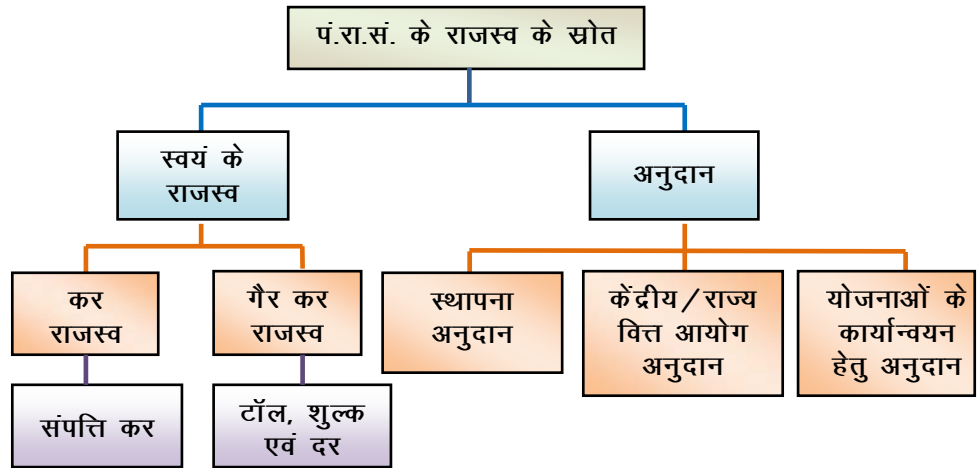 पं.रा.सं. के राजस्व के स्रोत
स्वयं के
राजस्व
अनुदान
कर
राजस्व
गैर कर
राजस्व
स्थापना
अनुदान
केंद्रीय/राज्य
वित्त आयोग
अनुदान
योजनाओं के
कार्यान्वयन
हेतु अनुदान
संपत्ति कर
टॉल, शुल्क
एवं दर